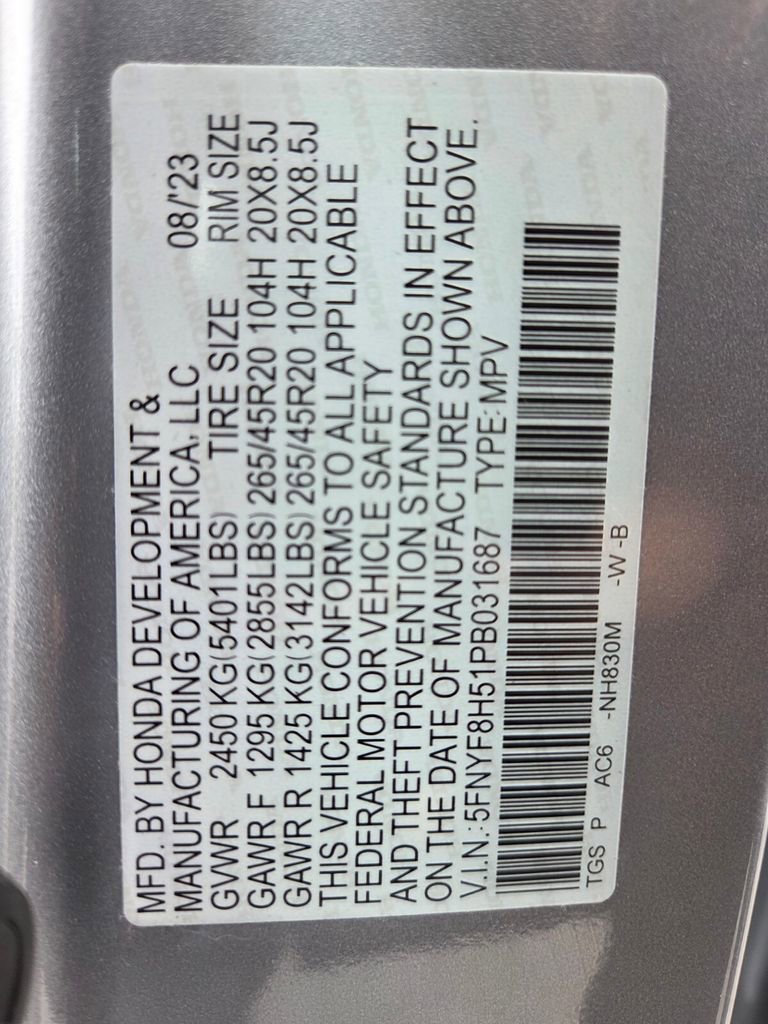 MFD. BY HONDA DEVELOPMENT &
MANUFACTURING OF AMERICA, LLC 08/'23
GVWR 2450 KG(5401LBS) TIRE SIZE RIM SIZE
GAWR F 1295 KG(2855LBS) 265/45R20 104H 20X8.5J
GAWR R 1425 KG(3142LBS) 265/45R20 104H 20X8.5J
THIS VEHICLE CONFORMS TO ALL APPLICABLE
FEDERAL MOTOR VEHICLE SAFETY
AND THEFT PREVENTION STANDARDS IN EFFECT
ON THE DATE OF MANUFACTURE SHOWN ABOVE.
V.I.N.:5FNYF8H51PB031687 TYPE:MPV
TGS P AC6 -NH830M -W -B